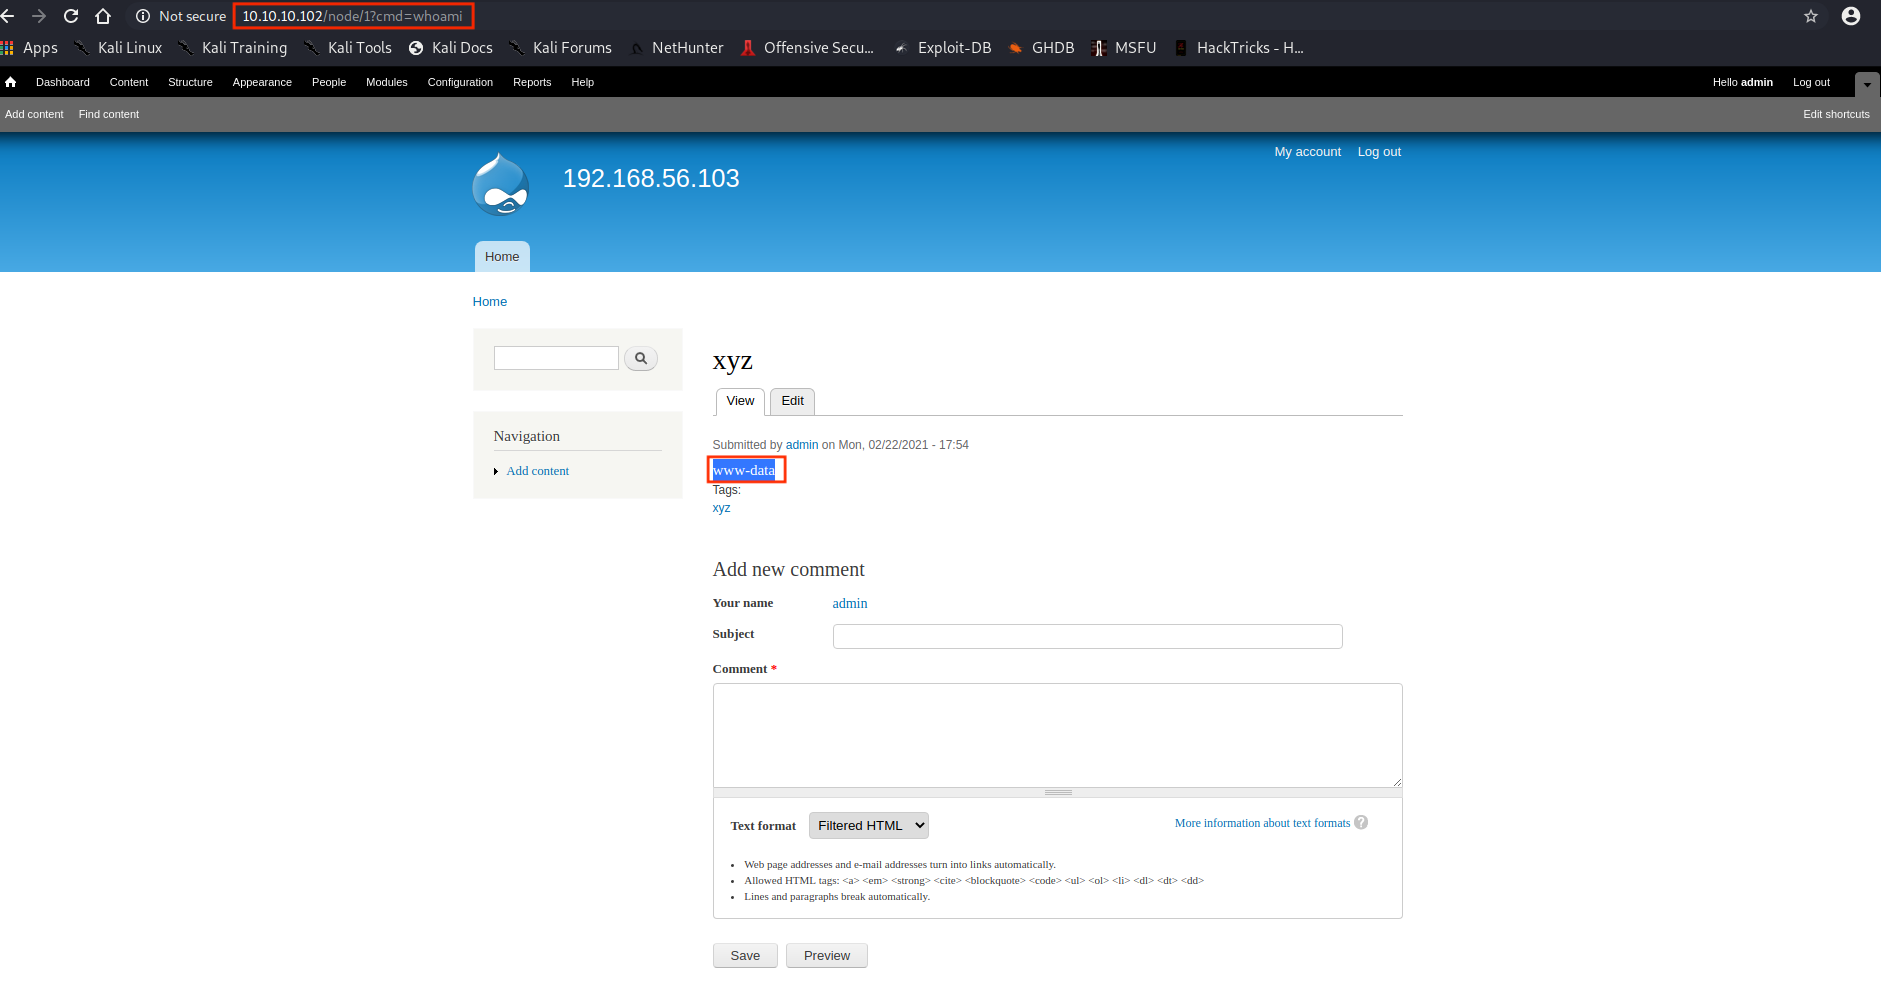 Not secure 10.10.10.102/node/1?cmd=whoami
Apps Kali Linux Kali Training Kali Tools Kali Docs Kali Forums NetHunter Offensive Secu... Exploit-DB GHDB MSFU HackTricks - H...
Dashboard Content Structure Appearance People Modules Configuration Reports Help Hello admin Log out
Add content Find content Edit shortcuts
My account Log out
192.168.56.103
Home
Home
Navigation
Add content
xyz
View Edit
Submitted by admin on Mon, 02/22/2021 - 17:54
www-data
Tags:
xyz
Add new comment
Your name admin
Subject
Comment *
Text format Filtered HTML More information about text formats ?
• Web page addresses and e-mail addresses turn into links automatically.
• Allowed HTML tags: <a> <em> <strong> <cite> <blockquote> <code> <ul> <ol> <li> <dl> <dt> <dd>
• Lines and paragraphs break automatically.
Save Preview